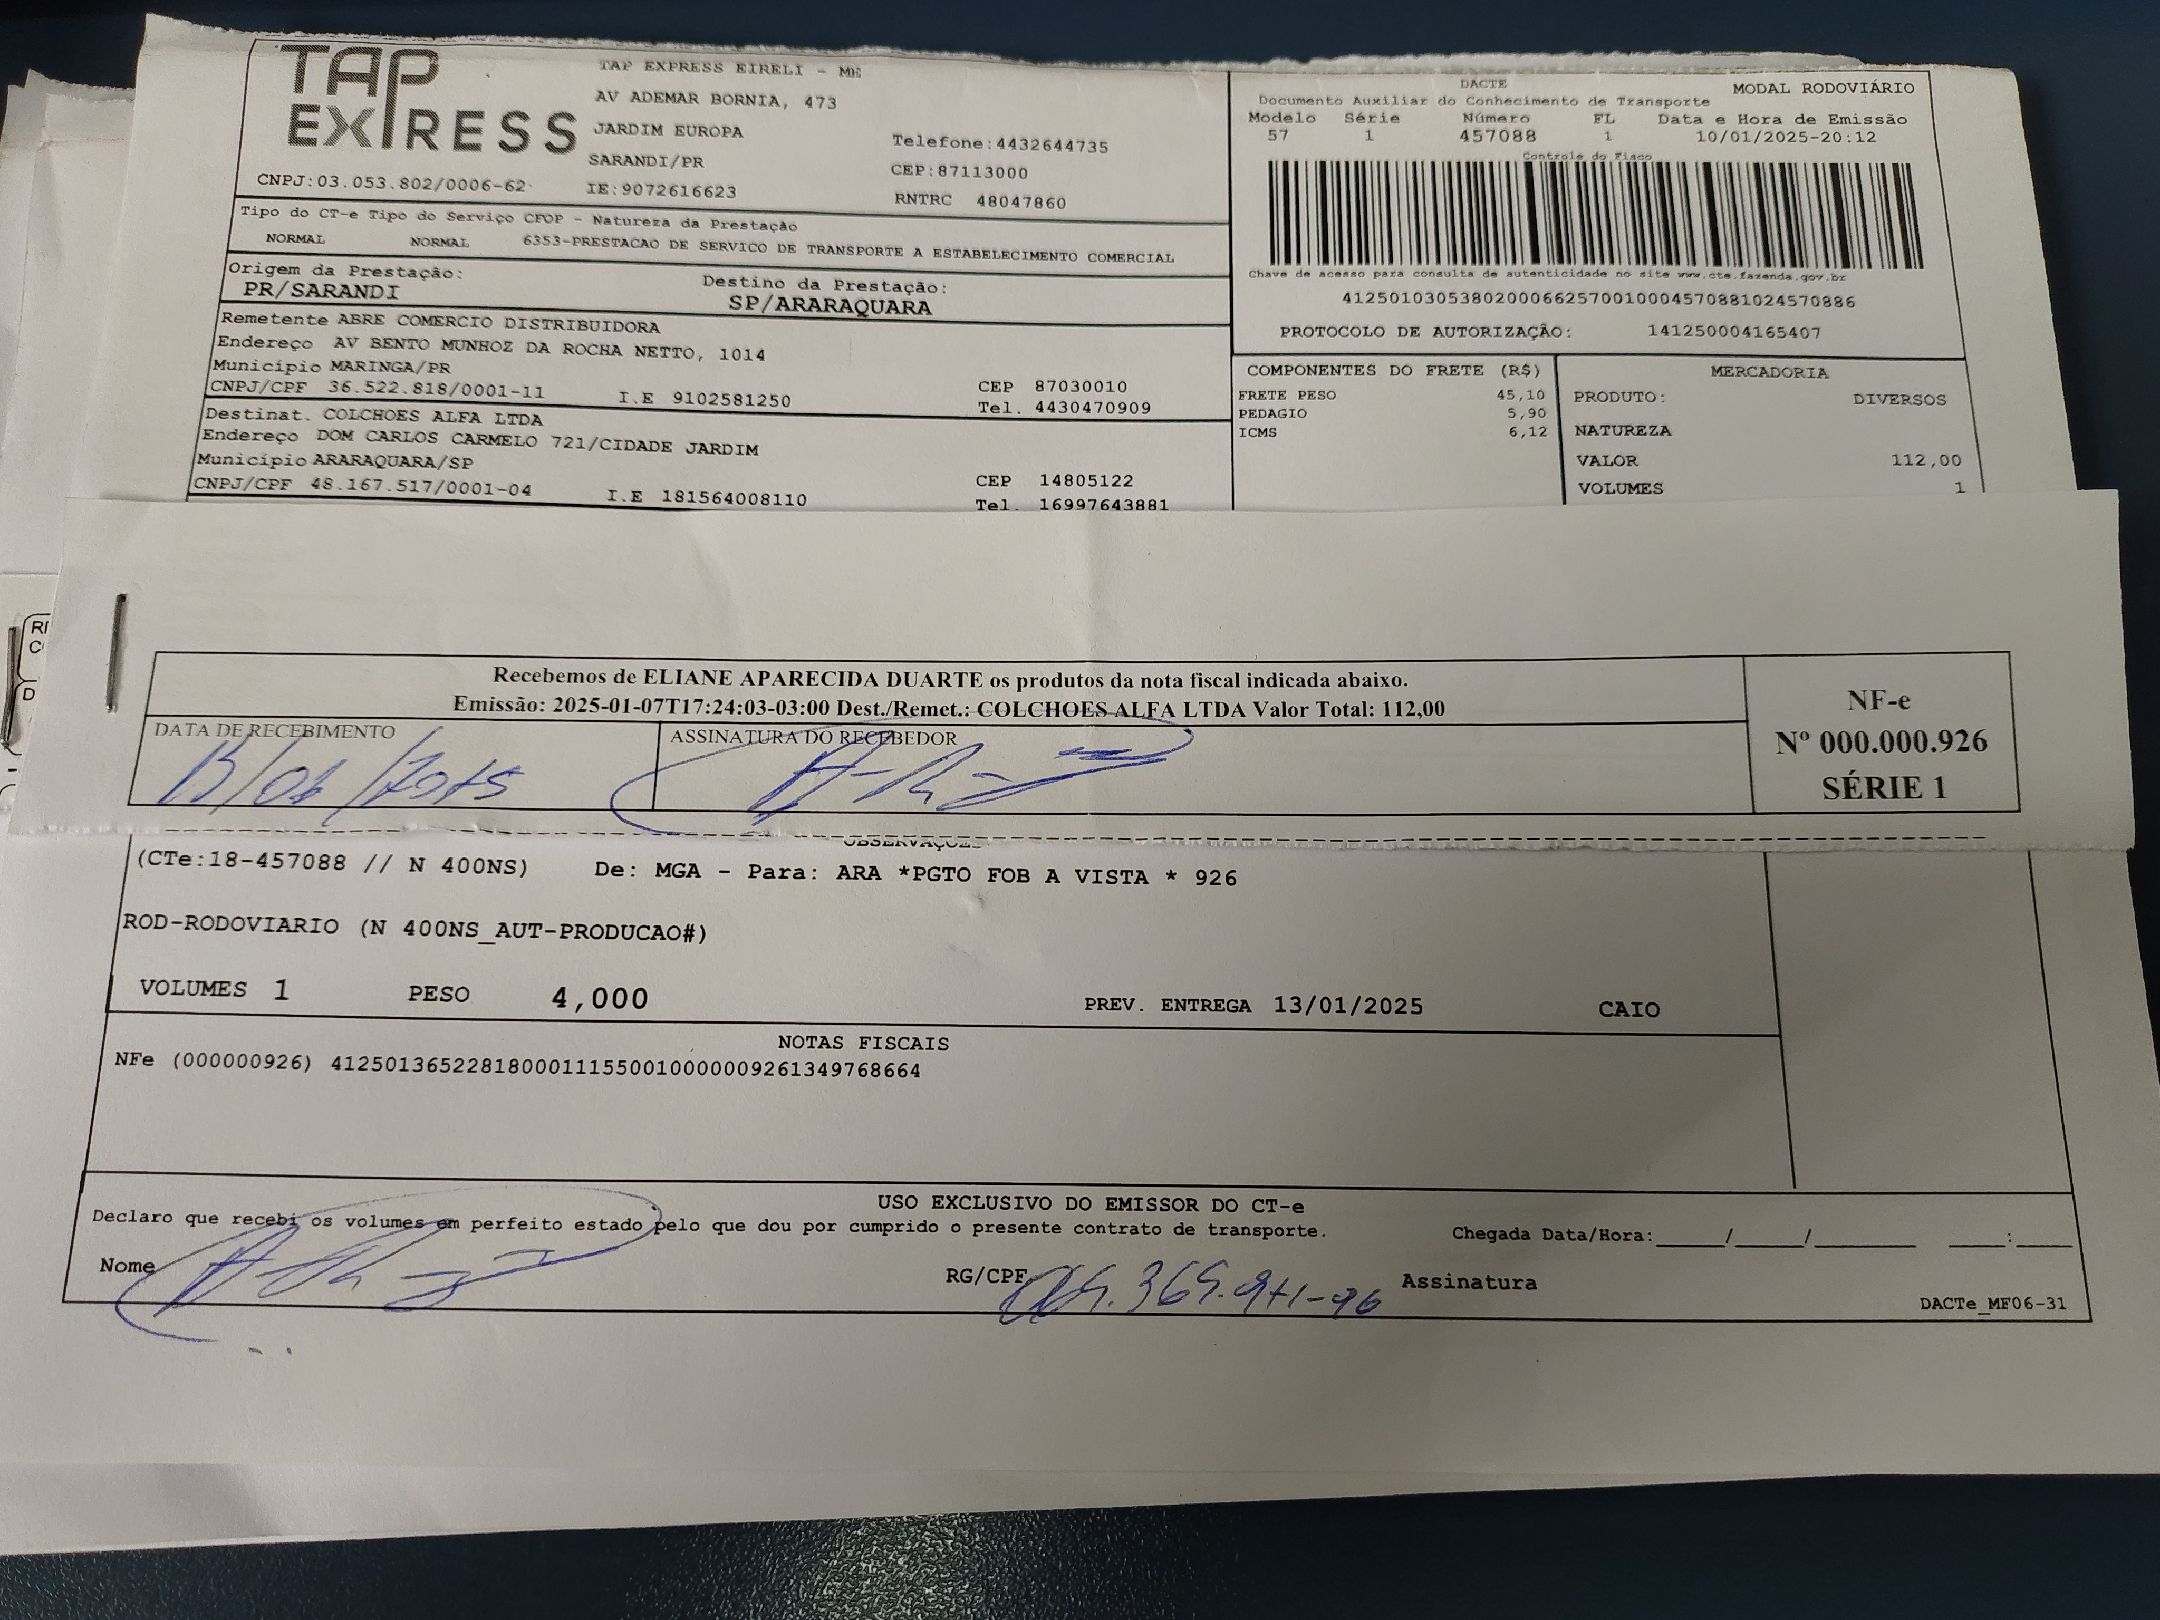 TAP EXPRESS
TAP EXPRESS EIRELI - ME
AV ADEMAR BORNIA, 473
JARDIM EUROPA
Telefone:4432644735
SARANDI/PR
CEP:87113000
CNPJ:03.053.802/0006-62
IE:9072616623
RNTRC 48047860
DACTE
MODAL RODOVIÁRIO
Documento Auxiliar do Conhecimento de Transporte
Modelo Série Número FL Data e Hora de Emissão
57 1 457088 1 10/01/2025-20:12
Controle do Fisco
Chave de acesso para consulta de autenticidade no site www.cte.fazenda.gov.br
41250103053802000662570010004570881024570886
PROTOCOLO DE AUTORIZAÇÃO: 141250004165407
Tipo do CT-e Tipo do Serviço CFOP - Natureza da Prestação
NORMAL NORMAL 6353-PRESTACAO DE SERVICO DE TRANSPORTE A ESTABELECIMENTO COMERCIAL
Origem da Prestação: Destino da Prestação:
PR/SARANDI SP/ARARAQUARA
Remetente ABRE COMERCIO DISTRIBUIDORA
Endereço AV BENTO MUNHOZ DA ROCHA NETTO, 1014
Município MARINGA/PR
CEP 87030010
CNPJ/CPF 36.522.818/0001-11 I.E 9102581250 Tel. 4430470909
Destinat. COLCHOES ALFA LTDA
Endereço DOM CARLOS CARMELO 721/CIDADE JARDIM
Município ARARAQUARA/SP
CEP 14805122
CNPJ/CPF 48.167.517/0001-04 I.E 181564008110 Tel. 16997643881
COMPONENTES DO FRETE (R$)
FRETE PESO 45,10
PEDAGIO 5,90
ICMS 6,12
MERCADORIA
PRODUTO: DIVERSOS
NATUREZA
VALOR 112,00
VOLUMES 1
Recebemos de ELIANE APARECIDA DUARTE os produtos da nota fiscal indicada abaixo.
Emissão: 2025-01-07T17:24:03-03:00 Dest./Remet.: COLCHOES ALFA LTDA Valor Total: 112,00
DATA DE RECEBIMENTO
ASSINATURA DO RECEBEDOR
NF-e
Nº 000.000.926
SÉRIE 1
OBSERVAÇÕES
(CTe:18-457088 // N 400NS) De: MGA - Para: ARA *PGTO FOB A VISTA * 926
ROD-RODOVIARIO (N 400NS_AUT-PRODUCAO#)
VOLUMES 1 PESO 4,000 PREV. ENTREGA 13/01/2025 CAIO
NOTAS FISCAIS
NFe (000000926) 41250136522818000111550010000009261349768664
USO EXCLUSIVO DO EMISSOR DO CT-e
Declaro que recebi os volumes em perfeito estado pelo que dou por cumprido o presente contrato de transporte.
Chegada Data/Hora:_____/_____/_______ ____:____
Nome RG/CPF Assinatura
DACTe_MF06-31